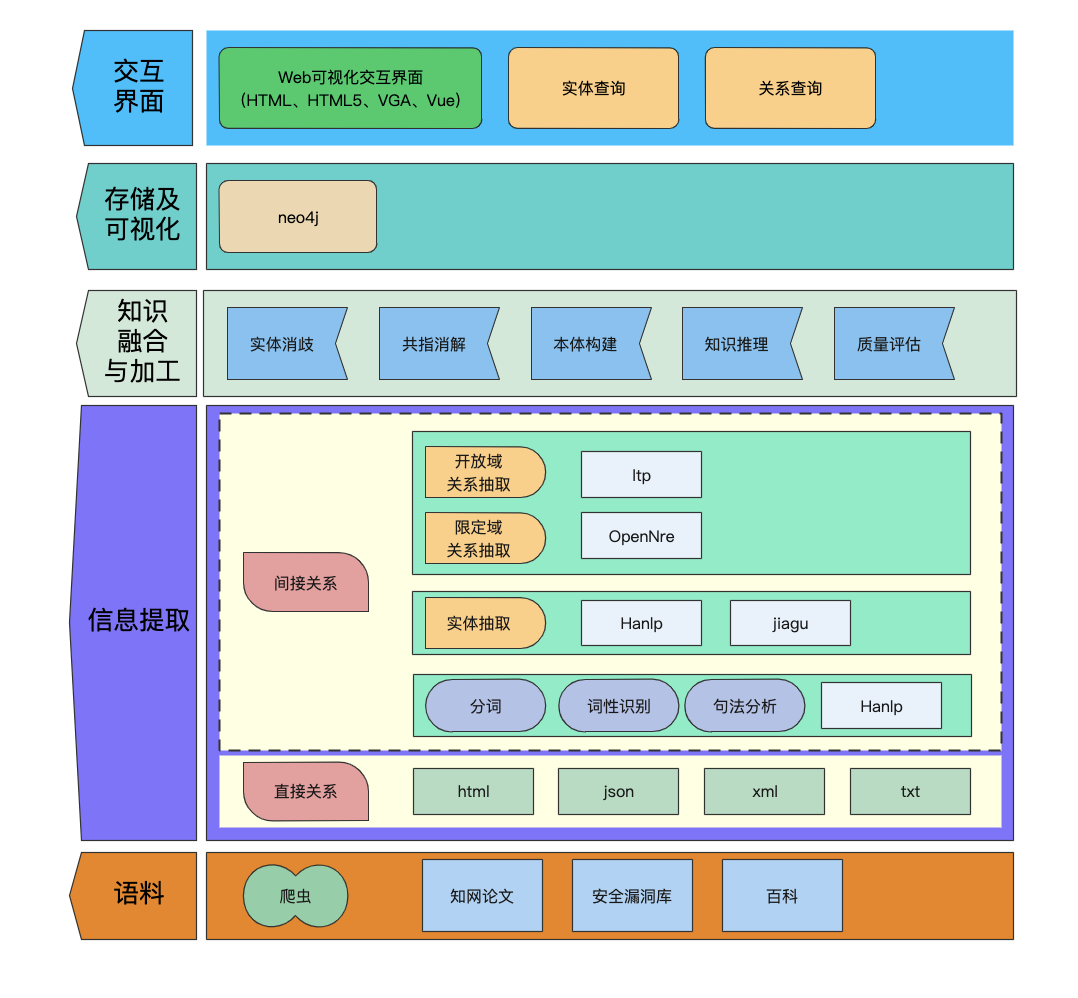 交互
界面
Web可视化交互界面
(HTML、HTML5、VGA、Vue)
实体查询
关系查询
存储及
可视化
neo4j
知识
融合
与加工
实体消歧
共指消解
本体构建
知识推理
质量评估
信息提取
间接关系
开放域
关系抽取
ltp
限定域
关系抽取
OpenNre
实体抽取
Hanlp
jiagu
分词
词性识别
句法分析
Hanlp
直接关系
html
json
xml
txt
语料
爬虫
知网论文
安全漏洞库
百科